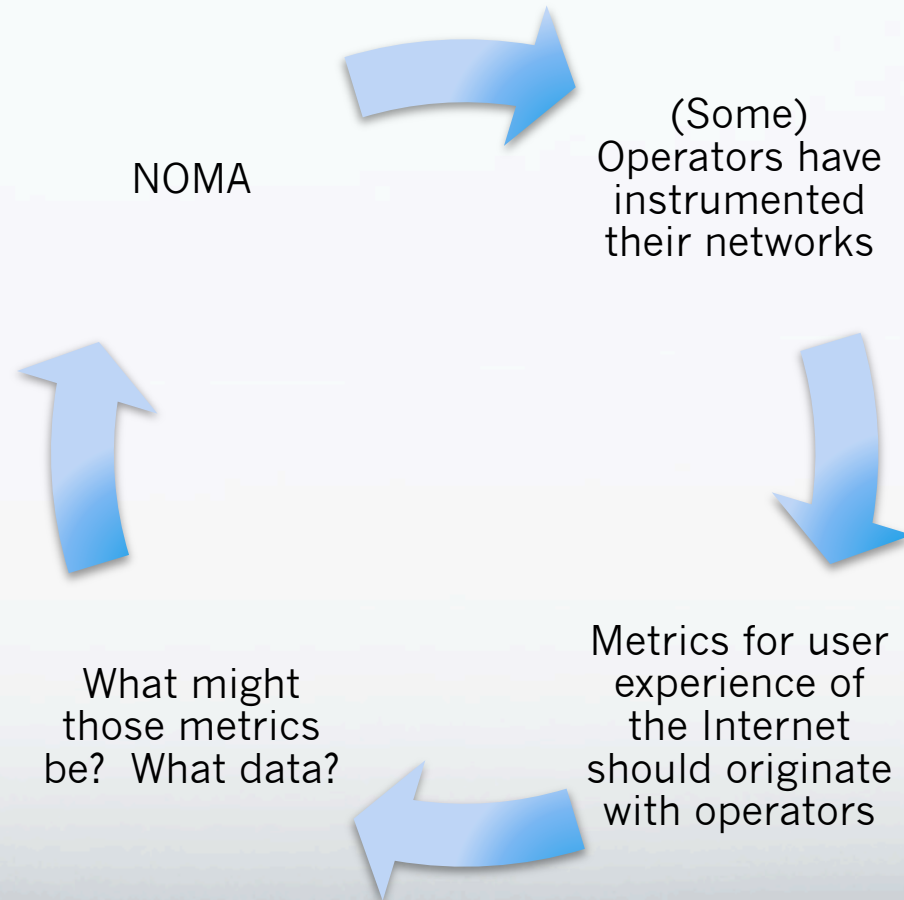 NOMA
(Some)
Operators have
instrumented
their networks
Metrics for user
experience of
the Internet
should originate
with operators
What might
those metrics
be?  What data?